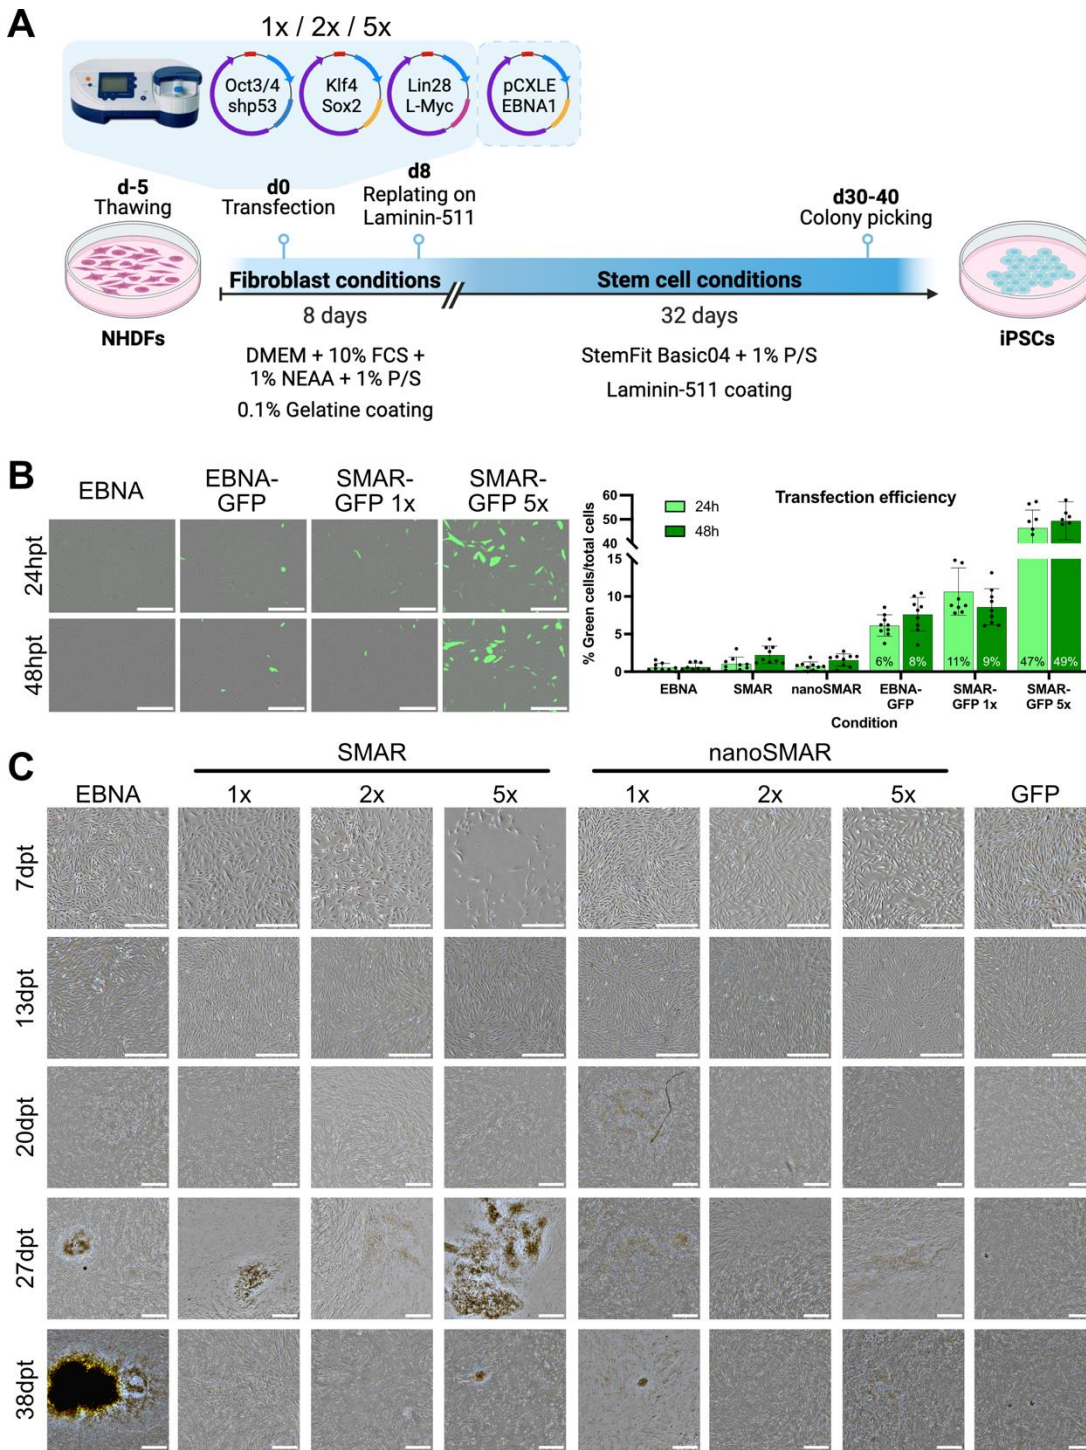 A
1x / 2x / 5x
Oct3/4
shp53
Klf4
Sox2
Lin28
L-Myc
pCXLE
EBNA1
d-5
Thawing
d0
Transfection
d8
Replating on
Laminin-511
d30-40
Colony picking
Fibroblast conditions
Stem cell conditions
NHDFs
8 days
32 days
iPSCs
DMEM + 10% FCS +
1% NEAA + 1% P/S
0.1% Gelatine coating
StemFit Basic04 + 1% P/S
Laminin-511 coating
B
EBNA
EBNA-
GFP
SMAR-
GFP 1x
SMAR-
GFP 5x
24hpt
48hpt
Transfection efficiency
24h
48h
% Green cells/total cells
60
50
40
15
10
5
0
6%
8%
11%
9%
47%
49%
EBNA
SMAR
nanoSMAR
EBNA-
GFP
SMAR-
GFP 1x
SMAR-
GFP 5x
Condition
C
SMAR
nanoSMAR
EBNA
1x
2x
5x
1x
2x
5x
GFP
7dpt
13dpt
20dpt
27dpt
38dpt